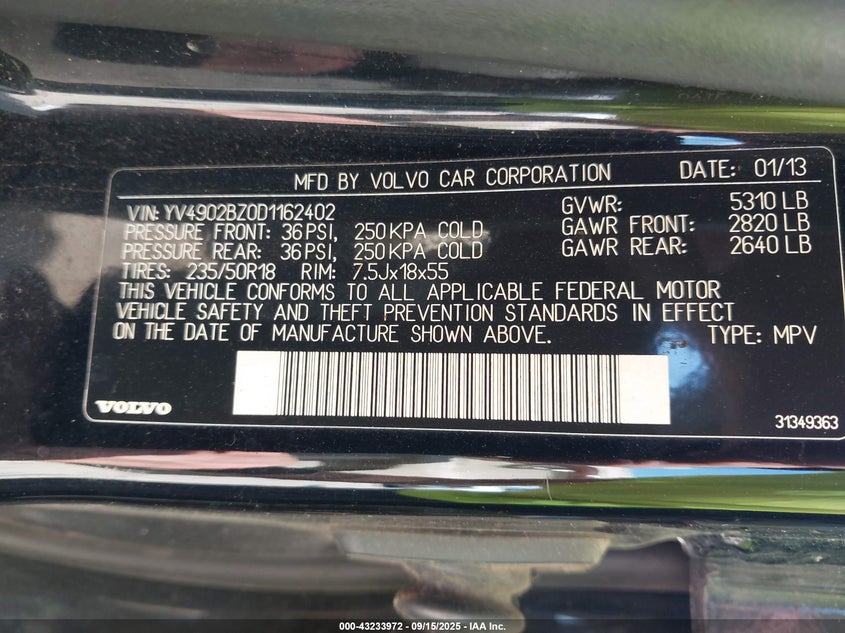 MFD BY VOLVO CAR CORPORATION DATE: 01/13
VIN: YV4902BZ0D1162402 GVWR: 5310 LB
PRESSURE FRONT: 36 PSI, 250 KPA COLD GAWR FRONT: 2820 LB
PRESSURE REAR: 36 PSI, 250 KPA COLD GAWR REAR: 2640 LB
TIRES: 235/50R18 RIM: 7.5Jx18x55
THIS VEHICLE CONFORMS TO ALL APPLICABLE FEDERAL MOTOR
VEHICLE SAFETY AND THEFT PREVENTION STANDARDS IN EFFECT
ON THE DATE OF MANUFACTURE SHOWN ABOVE. TYPE: MPV
VOLVO 31349363
000-43233972 - 09/15/2025 - IAA Inc.